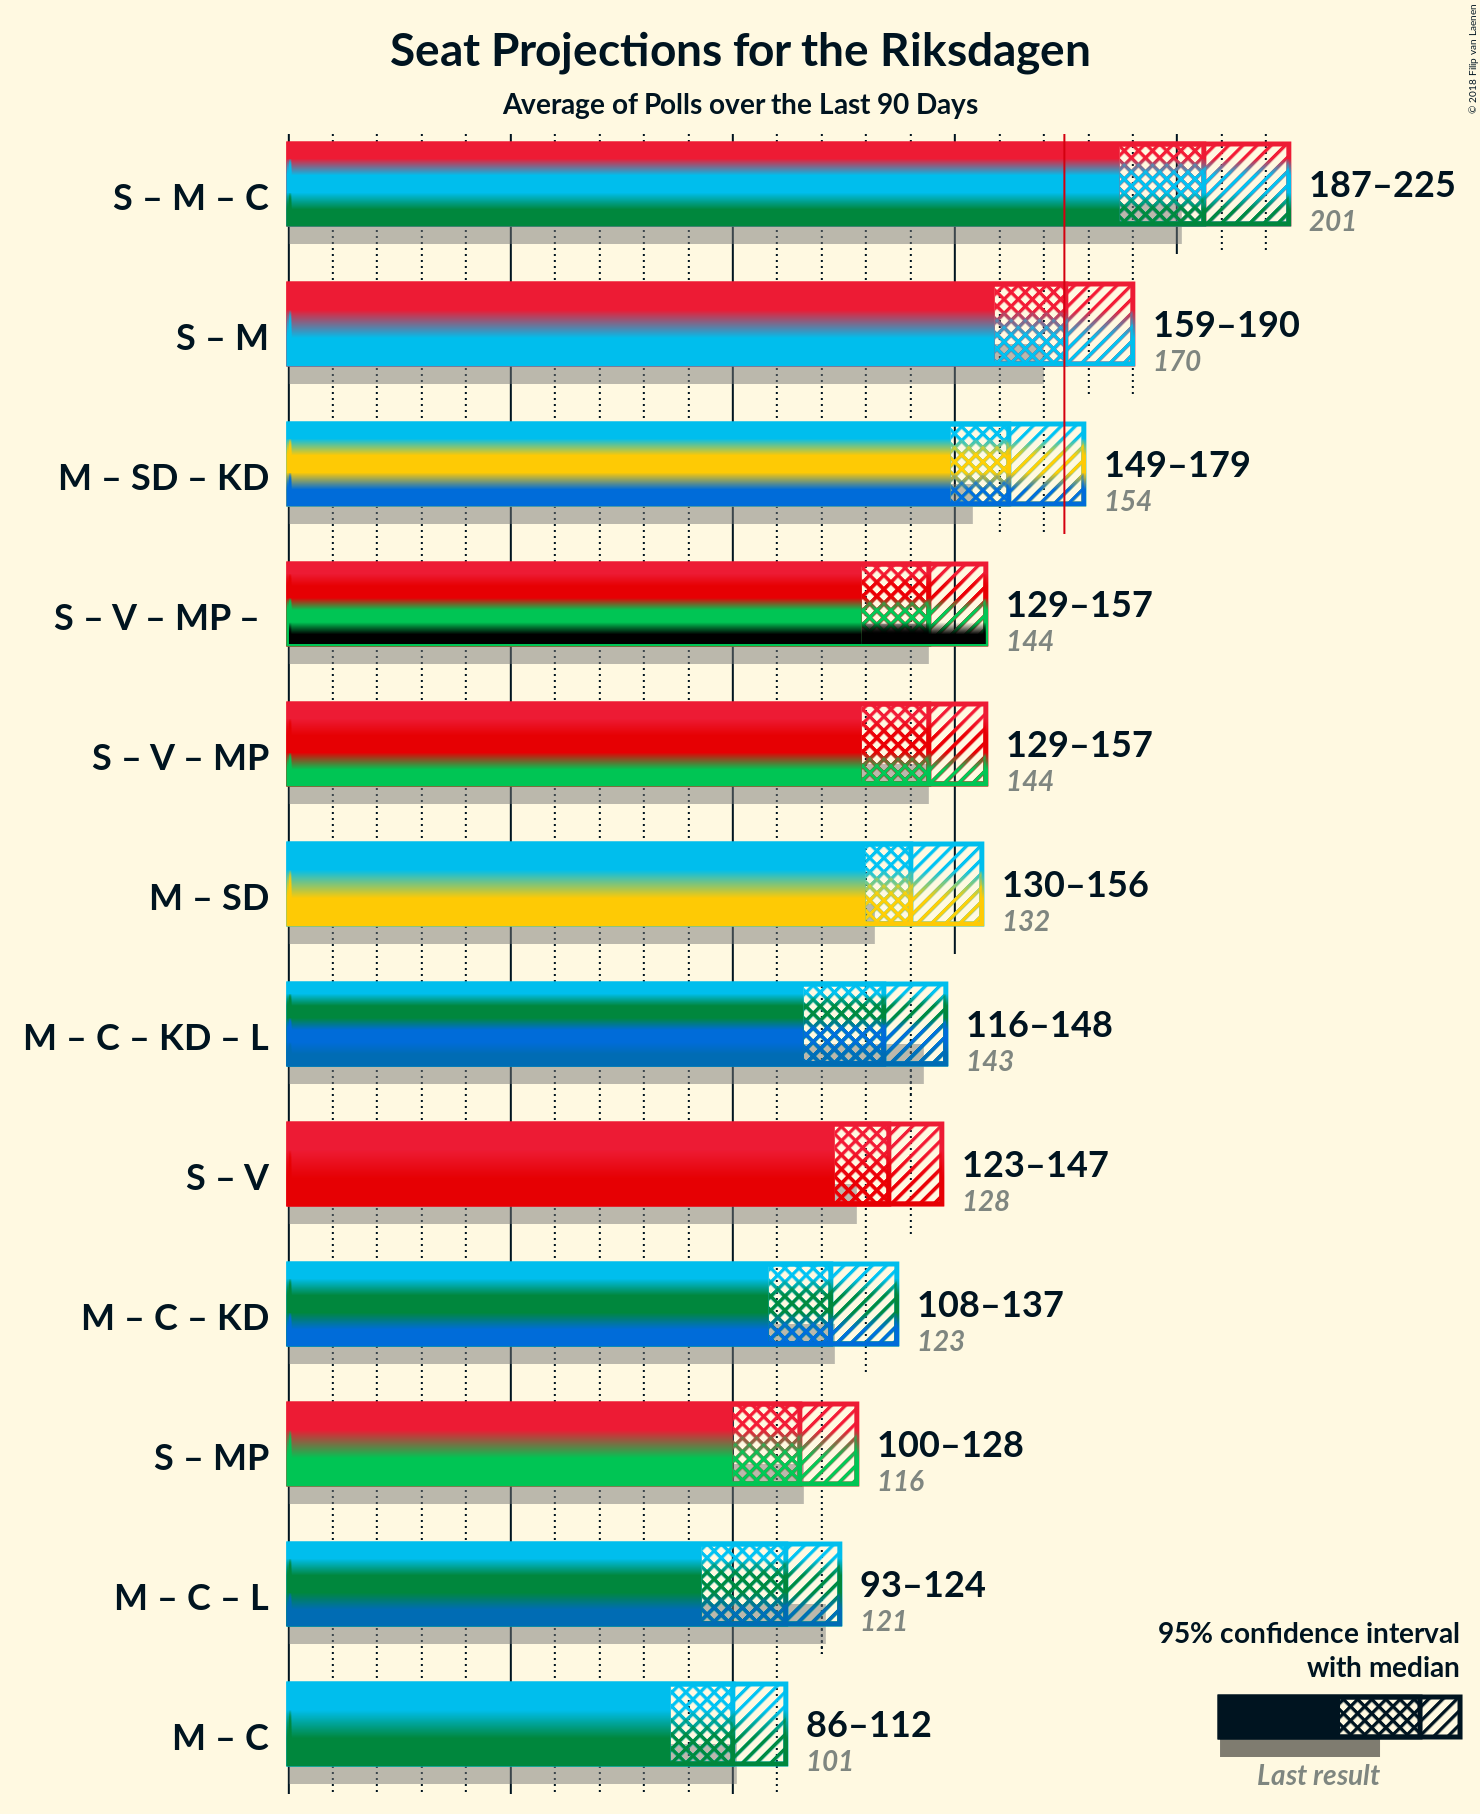 Seat Projections for the Riksdagen
Average of Polls over the Last 90 Days
© 2018 Filip van Laenen
S – M – C
187–225
201
S – M
159–190
170
M – SD – KD
149–179
154
S – V – MP –
129–157
144
S – V – MP
129–157
144
M – SD
130–156
132
M – C – KD – L
116–148
143
S – V
123–147
128
M – C – KD
108–137
123
S – MP
100–128
116
M – C – L
93–124
121
M – C
86–112
101
95% confidence interval
with median
Last result